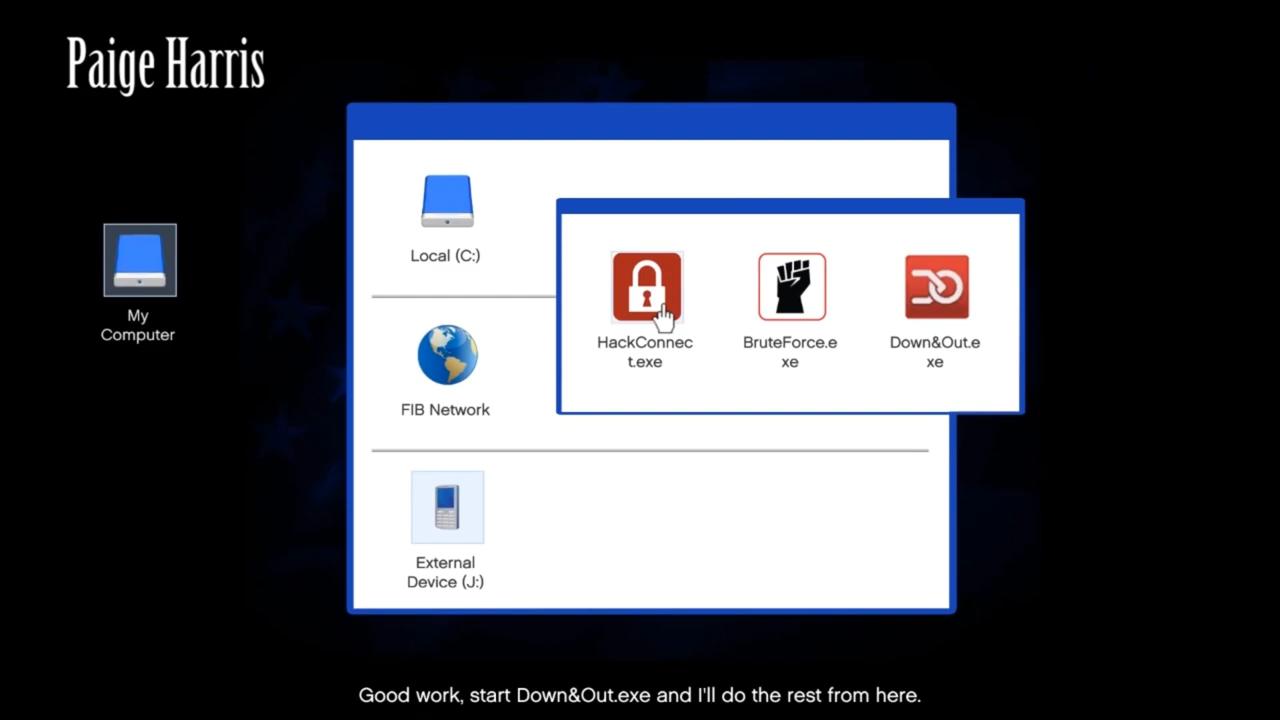 Paige Harris
My
Computer
Local (C:)
FIB Network
External
Device (J:)
HackConnec
t.exe
BruteForce.e
xe
Down&Out.e
xe
Good work, start Down&Out.exe and I'll do the rest from here.